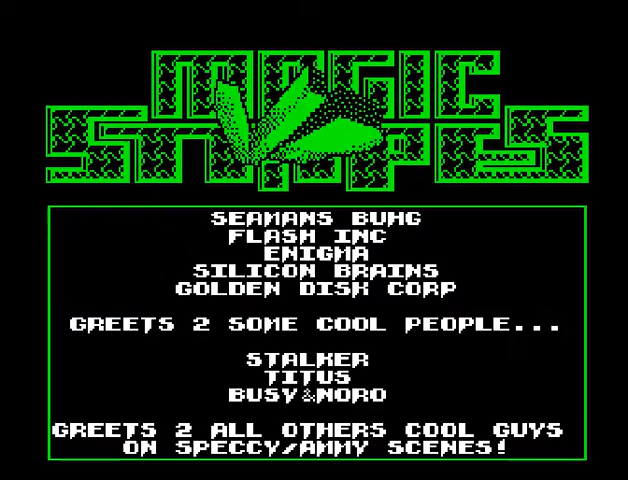 MAGIC
SNAPES
SEAMANS BUHG
FLASH INC
ENIGMA
SILICON BRAINS
GOLDEN DISK CORP
GREETS 2 SOME COOL PEOPLE...
STALKER
TITUS
BUSY&NORO
GREETS 2 ALL OTHERS COOL GUYS
ON SPECCY/AMMY SCENES!